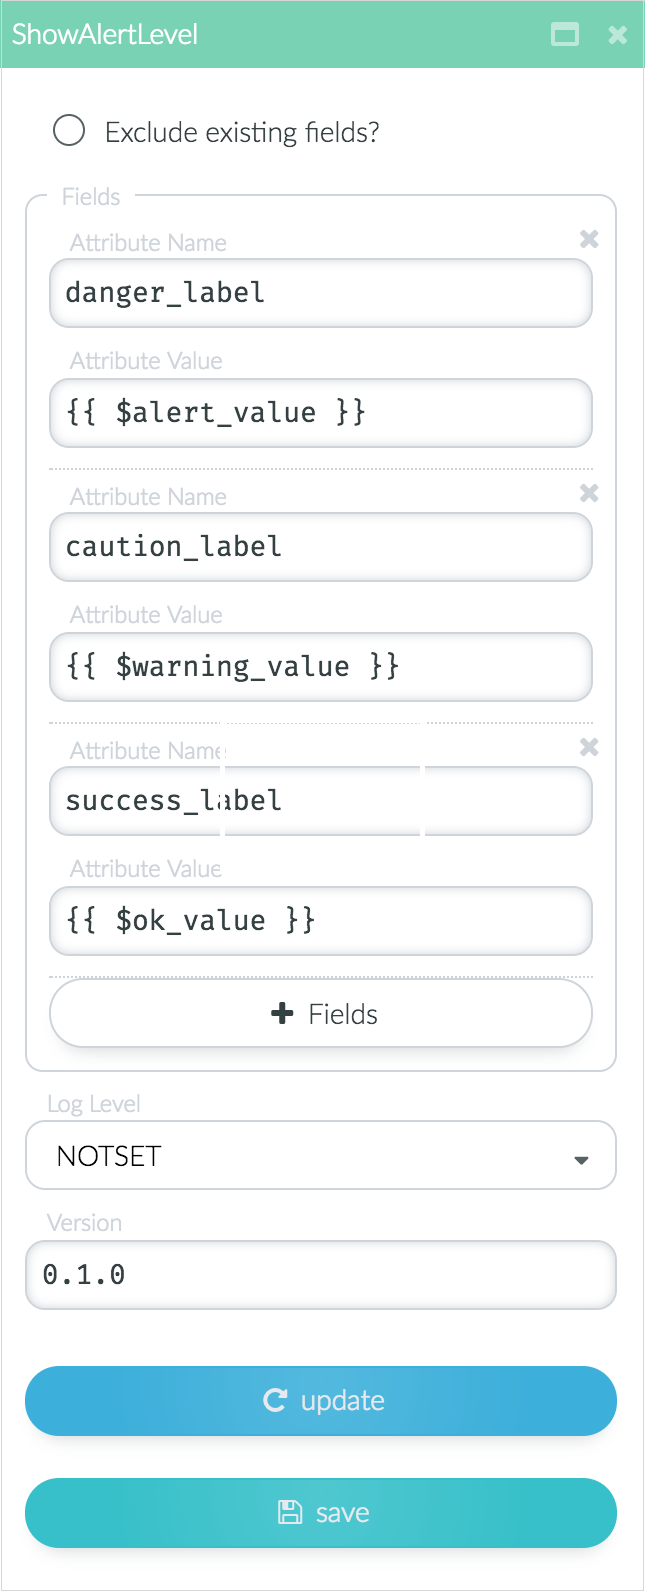 ShowAlertLevel
Exclude existing fields?
Fields
Attribute Name
danger_label
Attribute Value
{{ $alert_value }}
Attribute Name
caution_label
Attribute Value
{{ $warning_value }}
Attribute Name
success_label
Attribute Value
{{ $ok_value }}
Fields
Log Level
NOTSET
Version
0.1.0
update
save